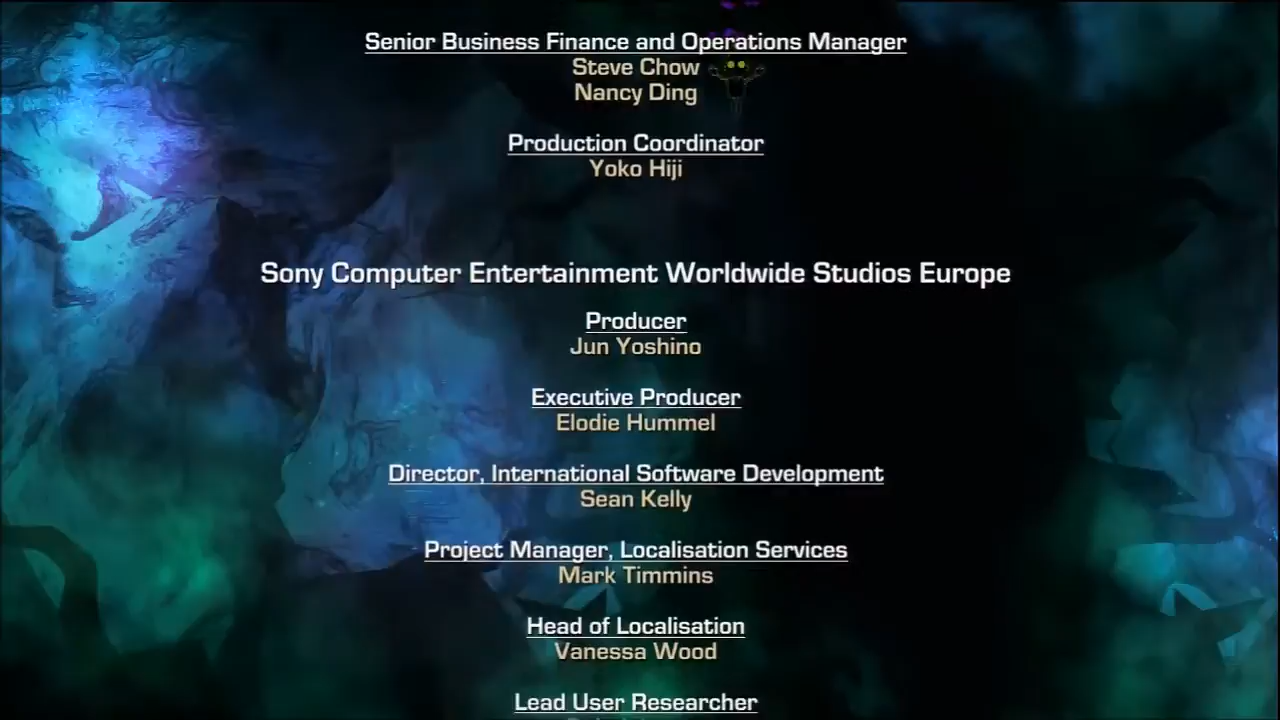 Senior Business Finance and Operations Manager
Steve Chow
Nancy Ding
Production Coordinator
Yoko Hiji
Sony Computer Entertainment Worldwide Studios Europe
Producer
Jun Yoshino
Executive Producer
Elodie Hummel
Director, International Software Development
Sean Kelly
Project Manager, Localisation Services
Mark Timmins
Head of Localisation
Vanessa Wood
Lead User Researcher